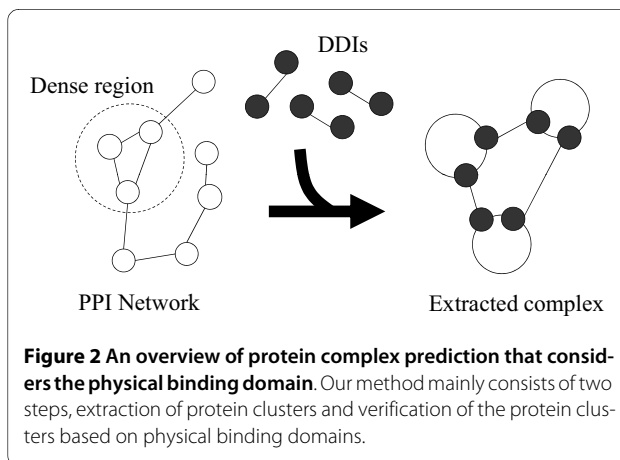 DDIs
Dense region
PPI Network
Extracted complex
Figure 2 An overview of protein complex prediction that consid-
ers the physical binding domain. Our method mainly consists of two
steps, extraction of protein clusters and verification of the protein clus-
ters based on physical binding domains.